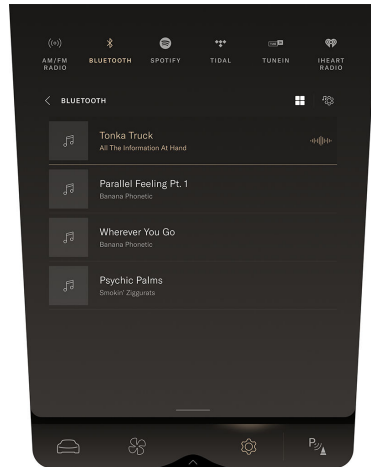 AM/FM
RADIO
BLUETOOTH
SPOTIFY
TIDAL
TUNEIN
IHEART
RADIO
BLUETOOTH
Tonka Truck
All The Information At Hand
Parallel Feeling Pt. 1
Banana Phonetic
Wherever You Go
Banana Phonetic
Psychic Palms
Smokin' Ziggurats
P